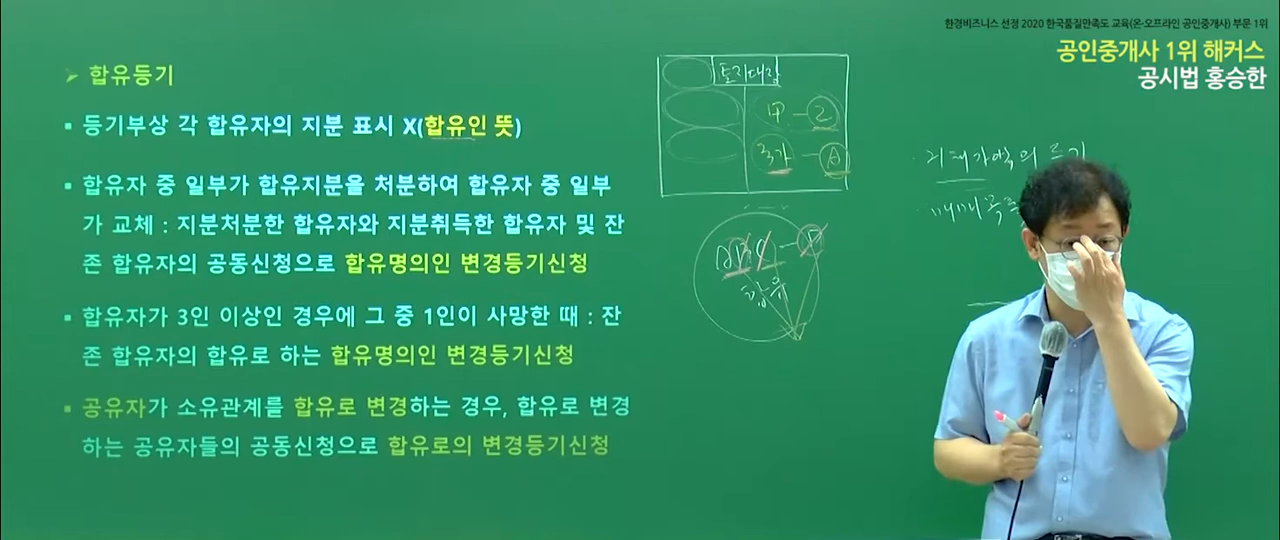 한경비즈니스 선정 2020 한국품질만족도 교육(온·오프라인 공인중개사) 부문 1위
공인중개사 1위 해커스
공시법 홍승한
➢ 합유등기
▪ 등기부상 각 합유자의 지분 표시 X(합유인 뜻)
▪ 합유자 중 일부가 합유지분을 처분하여 합유자 중 일부
가 교체 : 지분처분한 합유자와 지분취득한 합유자 및 잔
존 합유자의 공동신청으로 합유명의인 변경등기신청
▪ 합유자가 3인 이상인 경우에 그 중 1인이 사망한 때 : 잔
존 합유자의 합유로 하는 합유명의인 변경등기신청
▪ 공유자가 소유관계를 합유로 변경하는 경우, 합유로 변경
하는 공유자들의 공동신청으로 합유로의 변경등기신청
토지대장
甲 - 乙
국가 - A
합유